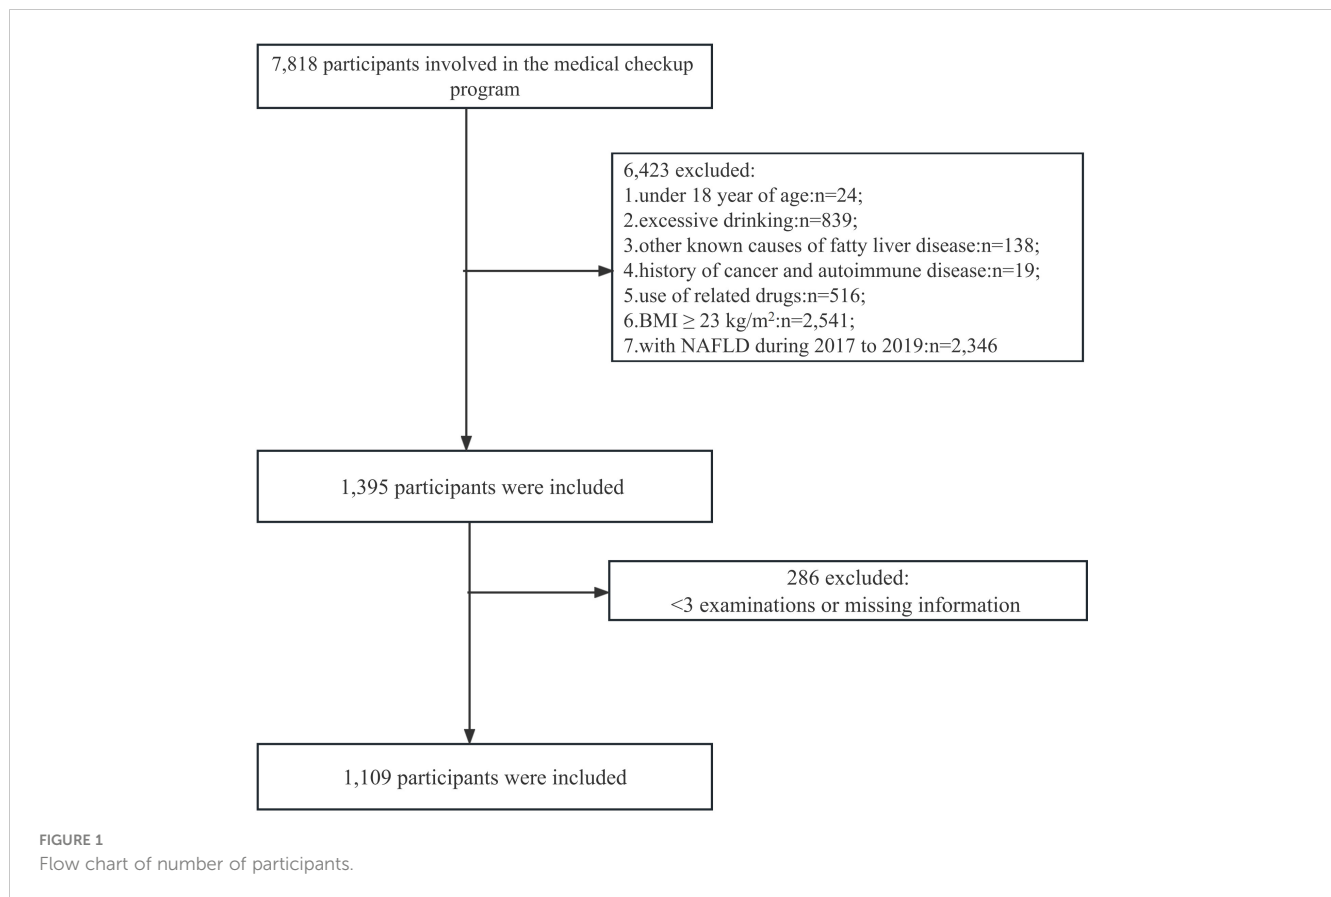 7,818 participants involved in the medical checkup
program
6,423 excluded:
1.under 18 year of age:n=24;
2.excessive drinking:n=839;
3.other known causes of fatty liver disease:n=138;
4.history of cancer and autoimmune disease:n=19;
5.use of related drugs:n=516;
6.BMI ≥ 23 kg/m²:n=2,541;
7.with NAFLD during 2017 to 2019:n=2,346
1,395 participants were included
286 excluded:
<3 examinations or missing information
1,109 participants were included
FIGURE 1
Flow chart of number of participants.